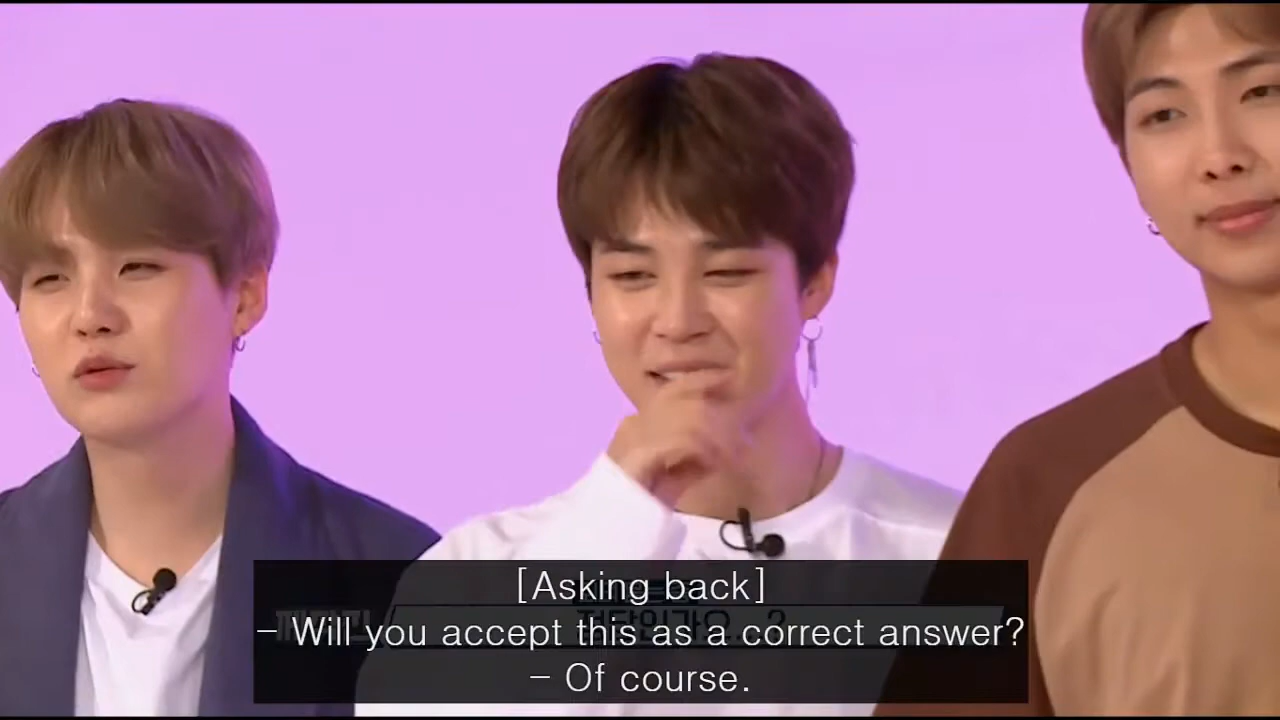 [Asking back]
– Will you accept this as a correct answer?
– Of course.